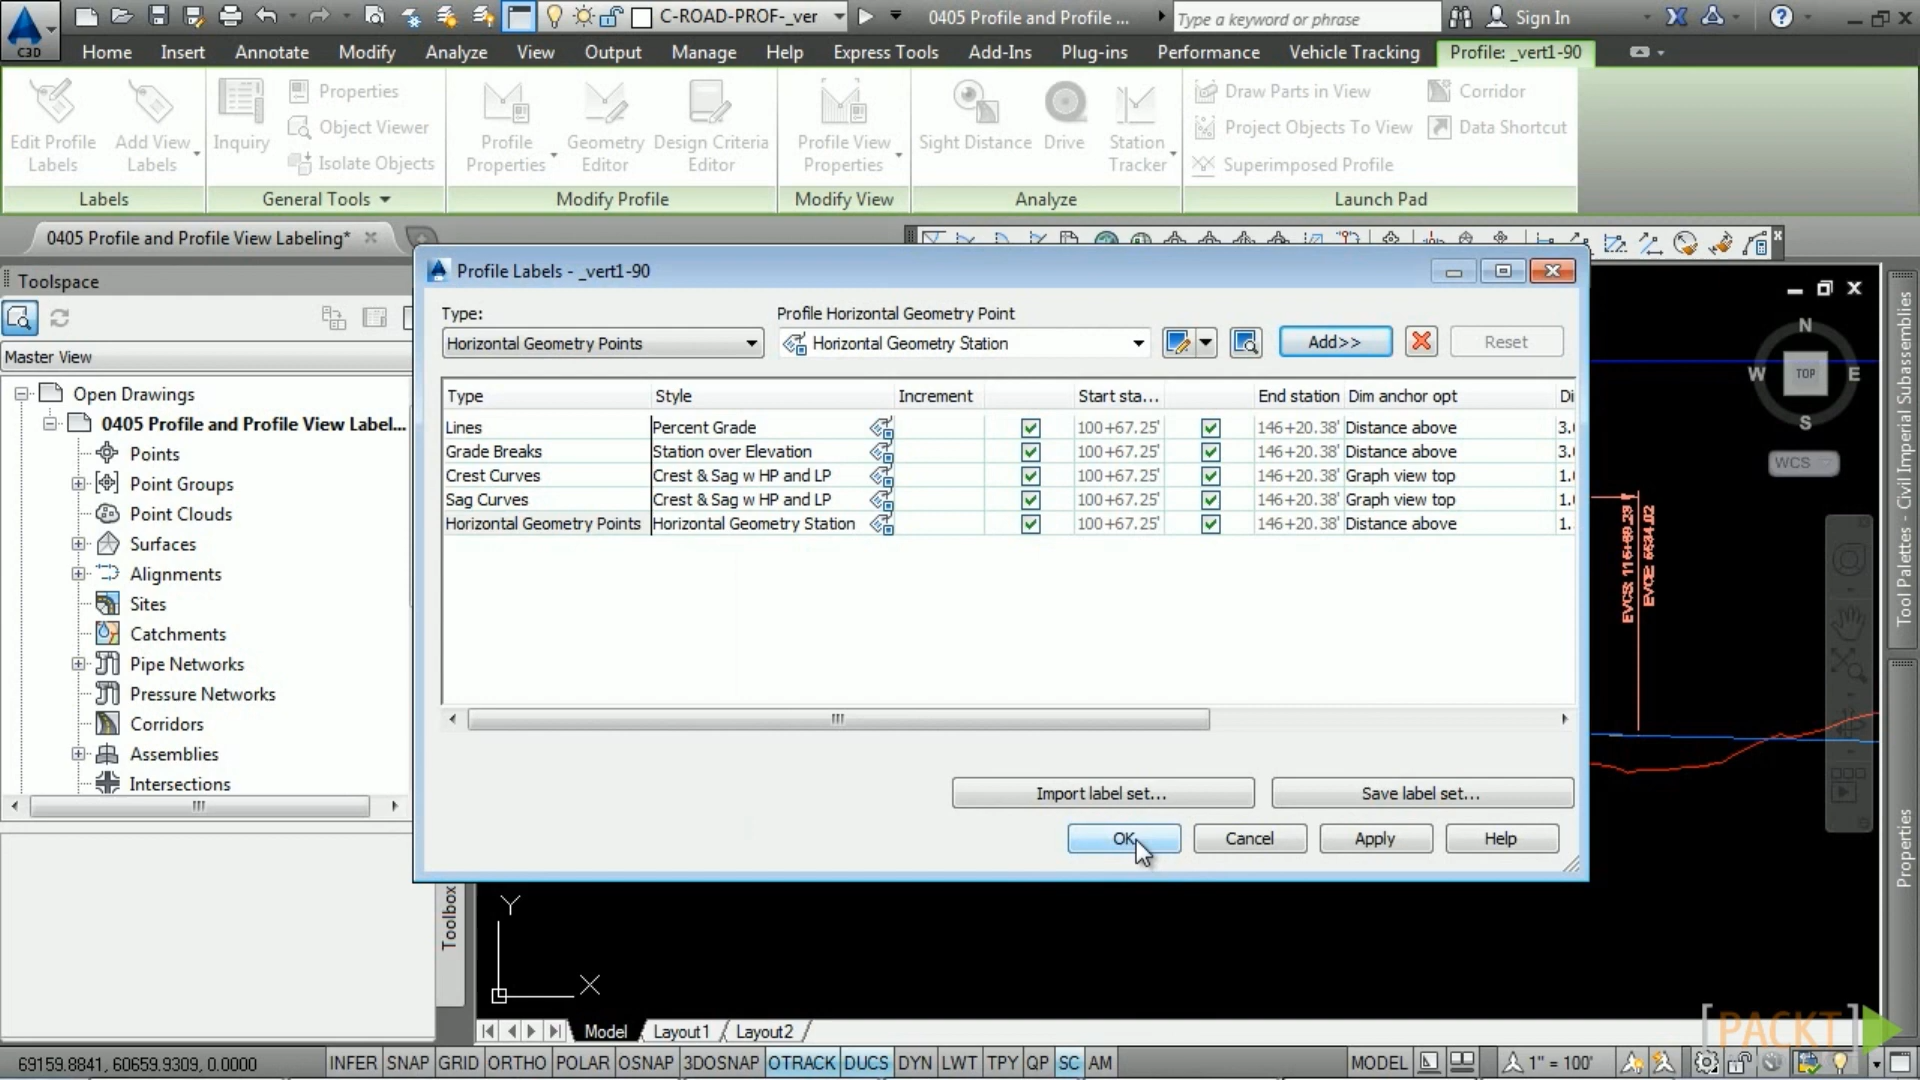 C-ROAD-PROF-_ver
0405 Profile and Profile ...
Type a keyword or phrase
Sign In
C3D
Home Insert Annotate Modify Analyze View Output Manage Help Express Tools Add-Ins Plug-ins Performance Vehicle Tracking Profile: _vert1-90
Edit Profile Labels
Add View Labels
Inquiry
Properties
Object Viewer
Isolate Objects
Profile Properties
Geometry Editor
Design Criteria Editor
Profile View Properties
Sight Distance
Drive
Station Tracker
Draw Parts in View
Project Objects To View
Superimposed Profile
Corridor
Data Shortcut
Labels General Tools Modify Profile Modify View Analyze Launch Pad
0405 Profile and Profile View Labeling*
Toolspace
Master View
Open Drawings
0405 Profile and Profile View Label...
Points
Point Groups
Point Clouds
Surfaces
Alignments
Sites
Catchments
Pipe Networks
Pressure Networks
Corridors
Assemblies
Intersections
Toolbox
Profile Labels - _vert1-90
Type:
Profile Horizontal Geometry Point
Horizontal Geometry Points
Horizontal Geometry Station
Add>>
Reset
Type Style Increment Start sta... End station Dim anchor opt Di
Lines Percent Grade 100+67.25' 146+20.38' Distance above 3.
Grade Breaks Station over Elevation 100+67.25' 146+20.38' Distance above 3.
Crest Curves Crest & Sag w HP and LP 100+67.25' 146+20.38' Graph view top 1.
Sag Curves Crest & Sag w HP and LP 100+67.25' 146+20.38' Graph view top 1.
Horizontal Geometry Points Horizontal Geometry Station 100+67.25' 146+20.38' Distance above 1.
Import label set...
Save label set...
OK
Cancel
Apply
Help
N
W TOP E
S
WCS
Tool Palettes - Civil Imperial Subassemblies
Properties
Y
X
Model Layout1 Layout2
[PACKT]
69159.8841, 60659.9309, 0.0000
INFER SNAP GRID ORTHO POLAR OSNAP 3DOSNAP OTRACK DUCS DYN LWT TPY QP SC AM
MODEL
1" = 100'